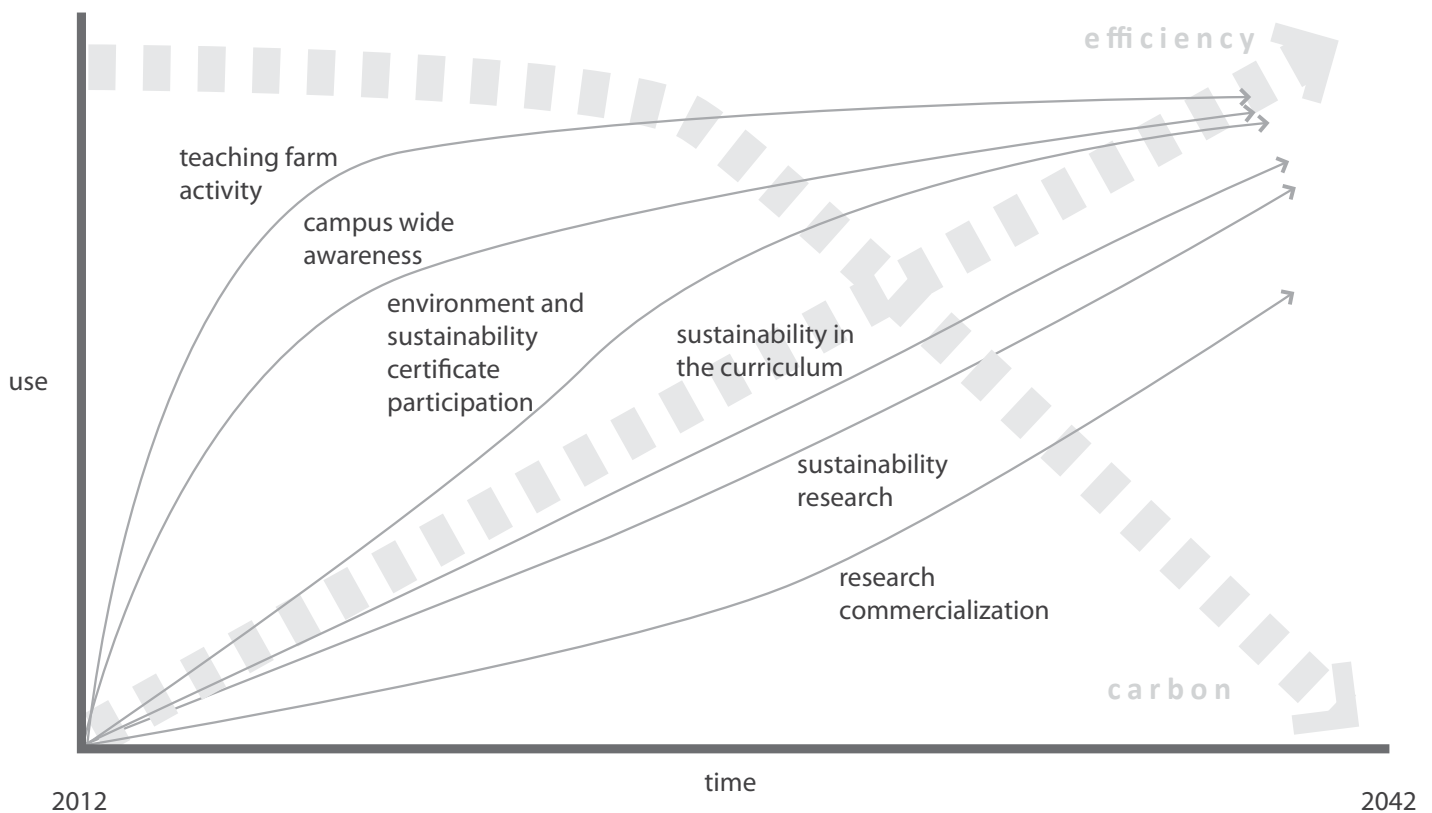 efficiency
teaching farm
activity
campus wide
awareness
environment and
sustainability
certificate
participation
sustainability in
the curriculum
use
sustainability
research
research
commercialization
carbon
time
2012
2042